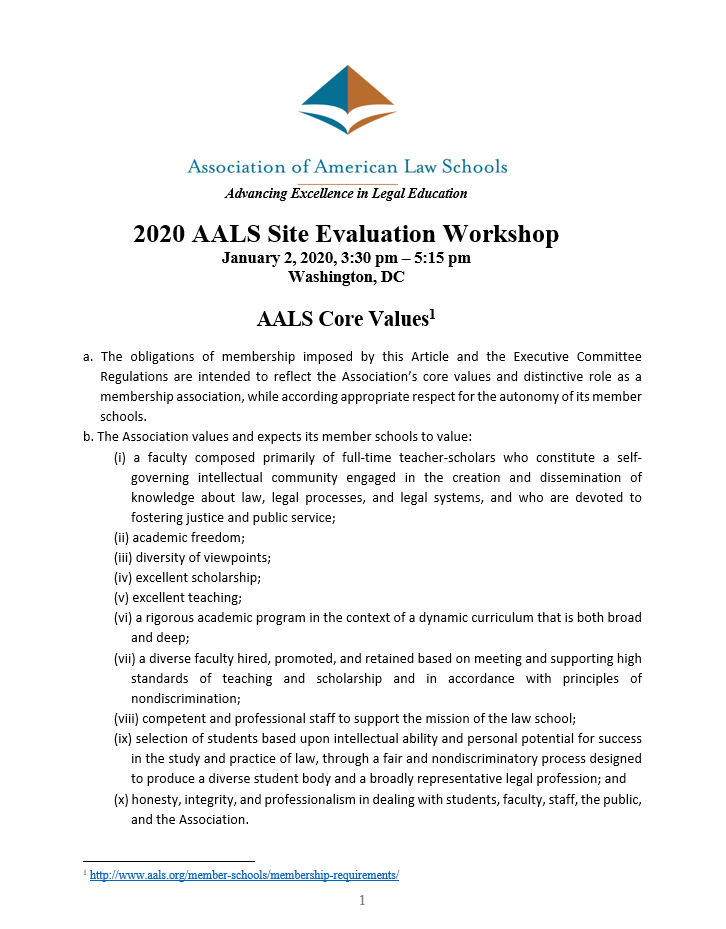 Association of American Law Schools
Advancing Excellence in Legal Education
2020 AALS Site Evaluation Workshop
January 2, 2020, 3:30 pm – 5:15 pm
Washington, DC
AALS Core Values1
a. The obligations of membership imposed by this Article and the Executive Committee
Regulations are intended to reflect the Association’s core values and distinctive role as a
membership association, while according appropriate respect for the autonomy of its member
schools.
b. The Association values and expects its member schools to value:
(i) a faculty composed primarily of full-time teacher-scholars who constitute a self-
governing intellectual community engaged in the creation and dissemination of
knowledge about law, legal processes, and legal systems, and who are devoted to
fostering justice and public service;
(ii) academic freedom;
(iii) diversity of viewpoints;
(iv) excellent scholarship;
(v) excellent teaching;
(vi) a rigorous academic program in the context of a dynamic curriculum that is both broad
and deep;
(vii) a diverse faculty hired, promoted, and retained based on meeting and supporting high
standards of teaching and scholarship and in accordance with principles of
nondiscrimination;
(viii) competent and professional staff to support the mission of the law school;
(ix) selection of students based upon intellectual ability and personal potential for success
in the study and practice of law, through a fair and nondiscriminatory process designed
to produce a diverse student body and a broadly representative legal profession; and
(x) honesty, integrity, and professionalism in dealing with students, faculty, staff, the public,
and the Association.
1 http://www.aals.org/member-schools/membership-requirements/
1